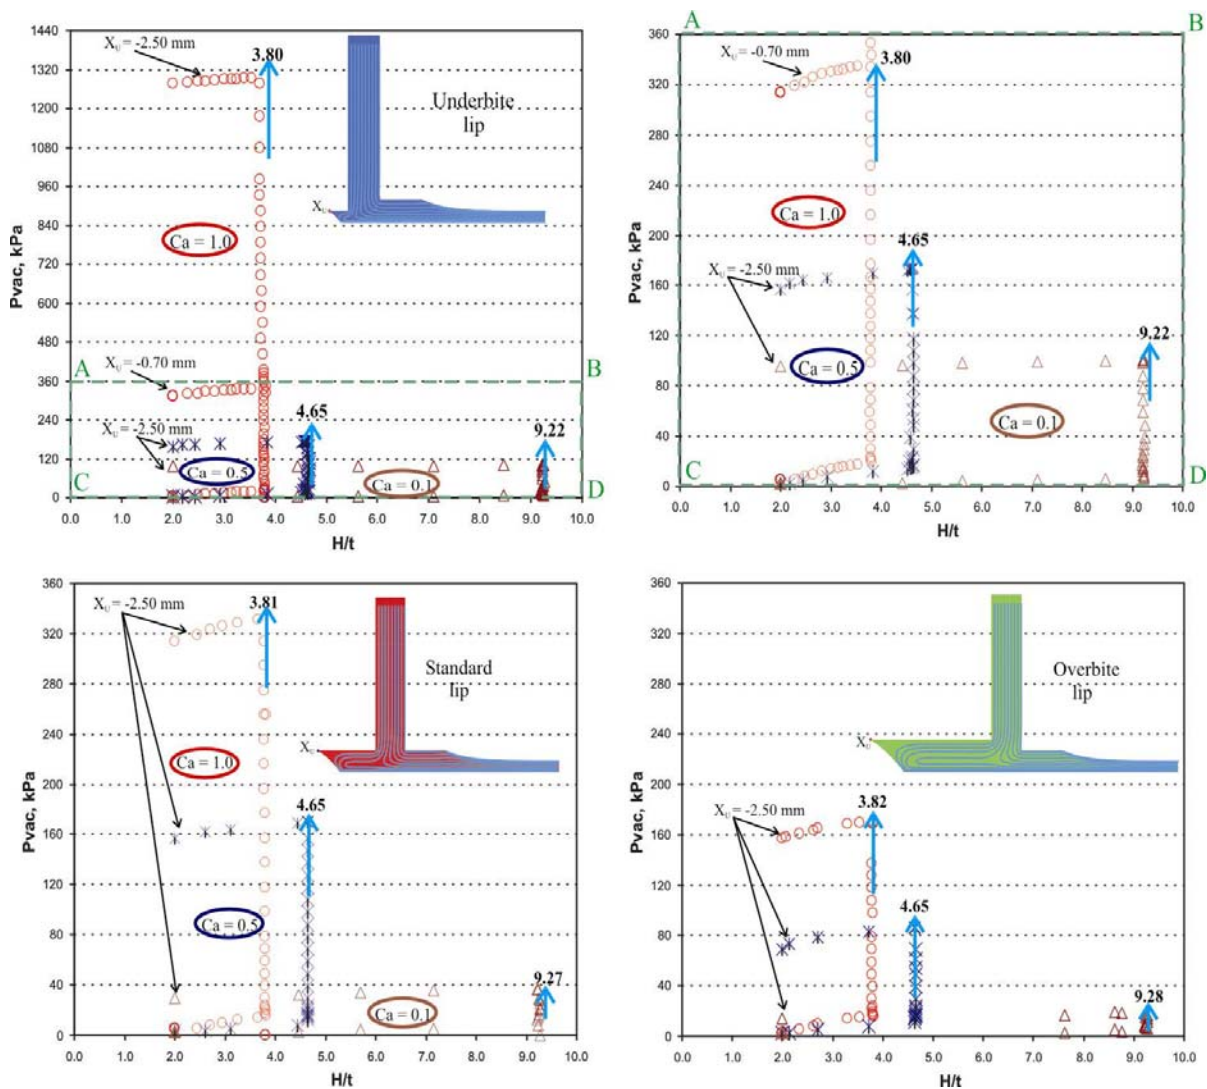 1440
1320
1200
1080
960
840
720
600
480
360
240
120
0
Pvac, kPa
X_U = -2.50 mm
3.80
Underbite
lip
X_U
Ca = 1.0
A
B
X_U = -0.70 mm
4.65
X_U = -2.50 mm
9.22
C
Ca = 0.5
Ca = 0.1
D
0.0 1.0 2.0 3.0 4.0 5.0 6.0 7.0 8.0 9.0 10.0
H/t
A
B
360
320
280
240
200
160
120
80
40
0
Pvac, kPa
X_U = -0.70 mm
3.80
Ca = 1.0
4.65
X_U = -2.50 mm
9.22
Ca = 0.5
Ca = 0.1
C
D
0.0 1.0 2.0 3.0 4.0 5.0 6.0 7.0 8.0 9.0 10.0
H/t
360
320
280
240
200
160
120
80
40
0
Pvac, kPa
X_U = -2.50 mm
3.81
Standard
lip
X_U
Ca = 1.0
4.65
Ca = 0.5
9.27
Ca = 0.1
0.0 1.0 2.0 3.0 4.0 5.0 6.0 7.0 8.0 9.0 10.0
H/t
360
320
280
240
200
160
120
80
40
0
Pvac, kPa
Overbite
lip
X_U
3.82
X_U = -2.50 mm
4.65
9.28
0.0 1.0 2.0 3.0 4.0 5.0 6.0 7.0 8.0 9.0 10.0
H/t